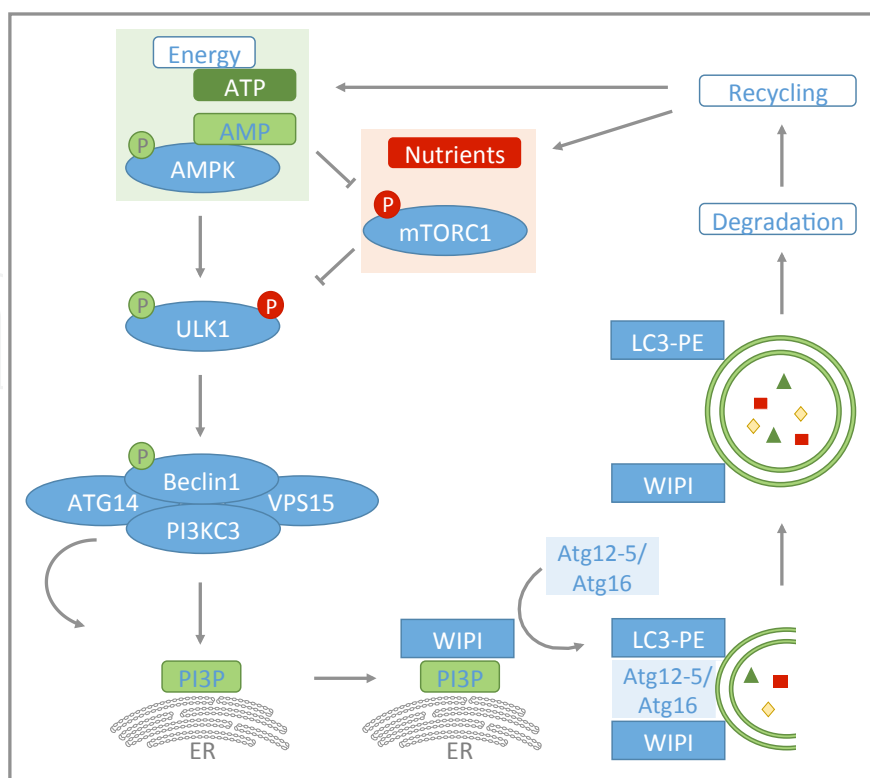 Energy
ATP
AMP
P
AMPK
Recycling
Nutrients
P
mTORC1
Degradation
P
P
ULK1
LC3-PE
WIPI
P
Beclin1
ATG14
VPS15
PI3KC3
Atg12-5/
Atg16
WIPI
PI3P
PI3P
ER
ER
LC3-PE
Atg12-5/
Atg16
WIPI